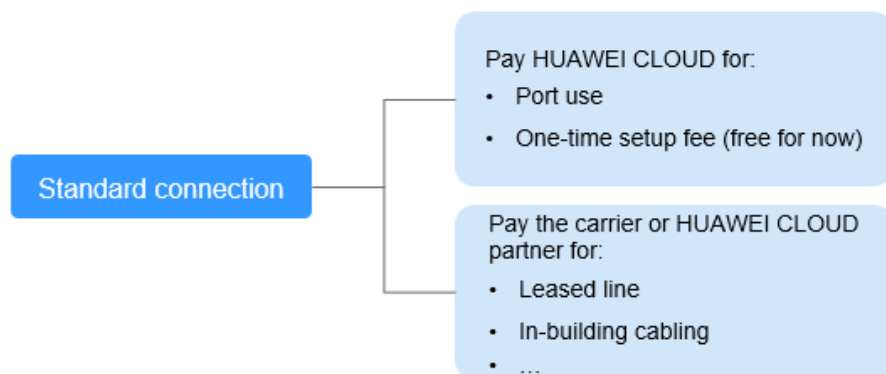 Standard connection
Pay HUAWEI CLOUD for:
• Port use
• One-time setup fee (free for now)
Pay the carrier or HUAWEI CLOUD
partner for:
• Leased line
• In-building cabling
• ...